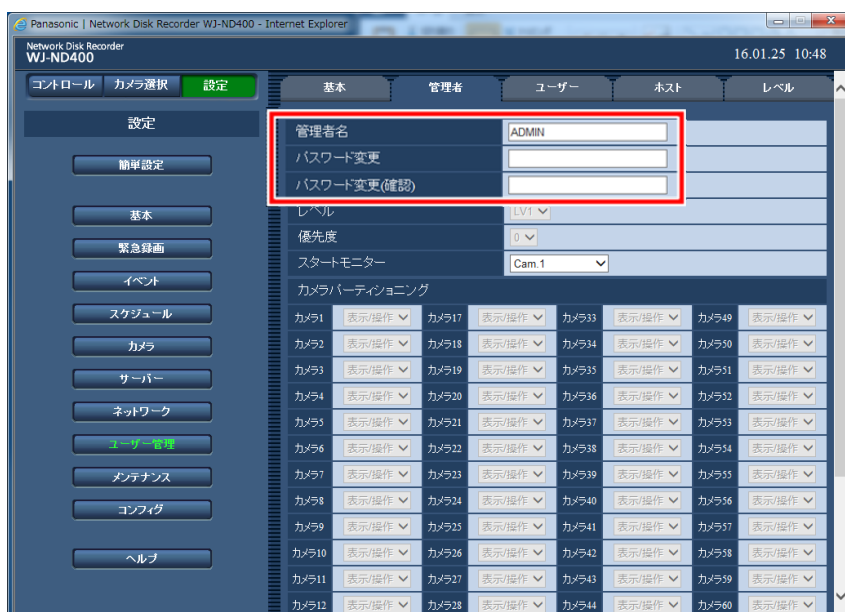 Panasonic | Network Disk Recorder WJ-ND400 - Internet Explorer
Network Disk Recorder
WJ-ND400
16.01.25 10:48
コントロール カメラ選択 設定
基本 管理者 ユーザー ホスト レベル
設定
簡単設定
基本
緊急録画
イベント
スケジュール
カメラ
サーバー
ネットワーク
ユーザー管理
メンテナンス
コンフィグ
ヘルプ
管理者名 ADMIN
パスワード変更
パスワード変更(確認)
レベル LV1
優先度 0
スタートモニター Cam.1
カメラパーティショニング
カメラ1 表示/操作 カメラ17 表示/操作 カメラ33 表示/操作 カメラ49 表示/操作
カメラ2 表示/操作 カメラ18 表示/操作 カメラ34 表示/操作 カメラ50 表示/操作
カメラ3 表示/操作 カメラ19 表示/操作 カメラ35 表示/操作 カメラ51 表示/操作
カメラ4 表示/操作 カメラ20 表示/操作 カメラ36 表示/操作 カメラ52 表示/操作
カメラ5 表示/操作 カメラ21 表示/操作 カメラ37 表示/操作 カメラ53 表示/操作
カメラ6 表示/操作 カメラ22 表示/操作 カメラ38 表示/操作 カメラ54 表示/操作
カメラ7 表示/操作 カメラ23 表示/操作 カメラ39 表示/操作 カメラ55 表示/操作
カメラ8 表示/操作 カメラ24 表示/操作 カメラ40 表示/操作 カメラ56 表示/操作
カメラ9 表示/操作 カメラ25 表示/操作 カメラ41 表示/操作 カメラ57 表示/操作
カメラ10 表示/操作 カメラ26 表示/操作 カメラ42 表示/操作 カメラ58 表示/操作
カメラ11 表示/操作 カメラ27 表示/操作 カメラ43 表示/操作 カメラ59 表示/操作
カメラ12 表示/操作 カメラ28 表示/操作 カメラ44 表示/操作 カメラ60 表示/操作